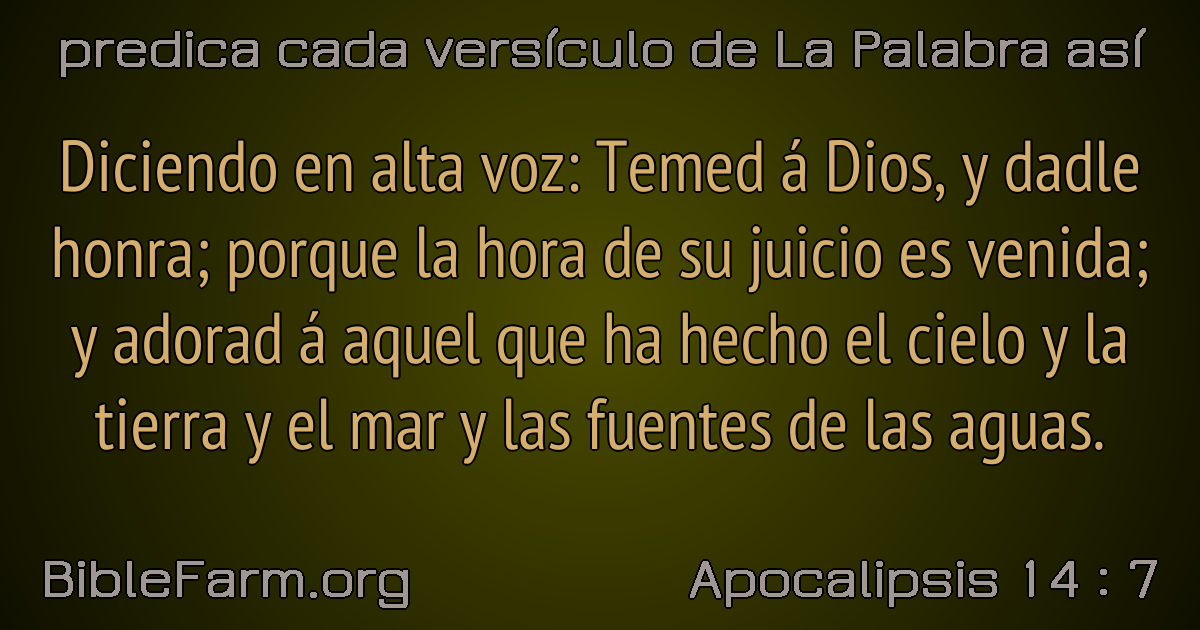 predica cada versículo de La Palabra así
Diciendo en alta voz: Temed á Dios, y dadle
honra; porque la hora de su juicio es venida;
y adorad á aquel que ha hecho el cielo y la
tierra y el mar y las fuentes de las aguas.
BibleFarm.org
Apocalipsis 14 : 7